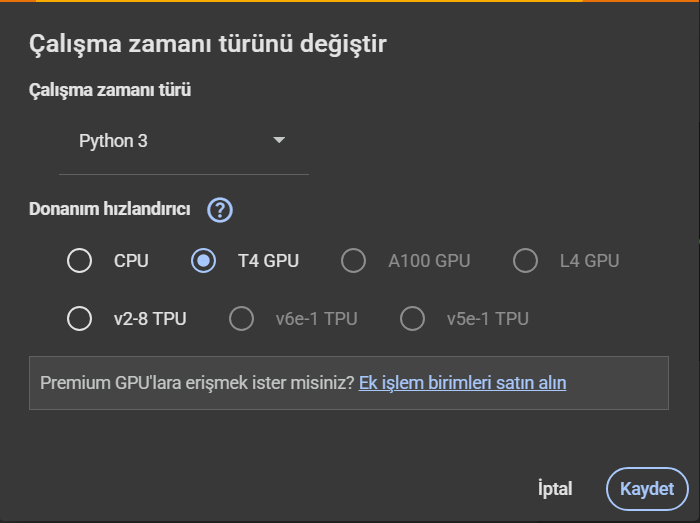 Çalışma zamanı türünü değiştir
Çalışma zamanı türü
Python 3
Donanım hızlandırıcı ?
CPU T4 GPU A100 GPU L4 GPU
v2-8 TPU v6e-1 TPU v5e-1 TPU
Premium GPU'lara erişmek ister misiniz? Ek işlem birimleri satın alın
İptal Kaydet